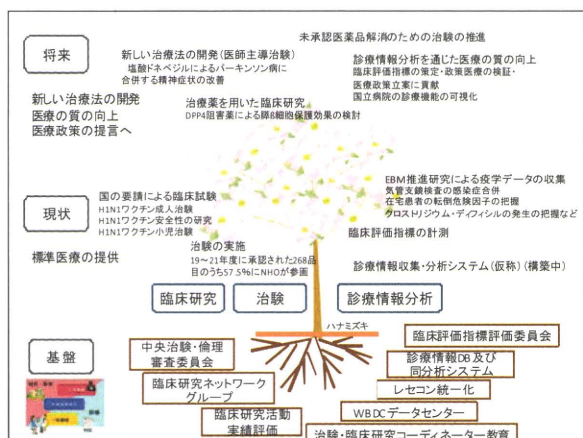 未承認医薬品解消のための治験の推進
将来
新しい治療法の開発(医師主導治験)
塩酸ドネペジルによるパーキンソン病に
合併する精神症状の改善
診療情報分析を通じた医療の質の向上
臨床評価指標の策定・政策医療の検証・
医療政策立案に貢献
国立病院の診療機能の可視化
新しい治療法の開発
医療の質の向上
医療政策の提言へ
治療薬を用いた臨床研究
DPP4阻害薬による膵β細胞保護効果の検討
現状
国の要請による臨床試験
H1N1ワクチン成人治験
H1N1ワクチン安全性の研究
H1N1ワクチン小児治験
EBM推進研究による疫学データの収集
気管支鏡検査の感染症合併
在宅患者の転倒危険因子の把握
クロストリジウム・ディフィシルの発生の把握など
臨床評価指標の計測
標準医療の提供
治験の実施
19～21年度に承認された268品
目のうち57.5%にNHOが参画
診療情報収集・分析システム(仮称)(構築中)
臨床研究
治験
診療情報分析
ハナミズキ
基盤
中央治験・倫理
審査委員会
臨床研究ネットワーク
グループ
臨床研究活動
実績評価
臨床評価指標評価委員会
診療情報DB及び
同分析システム
レセコン統一化
WBDCデータセンター
治験・臨床研究コーディネーター教育